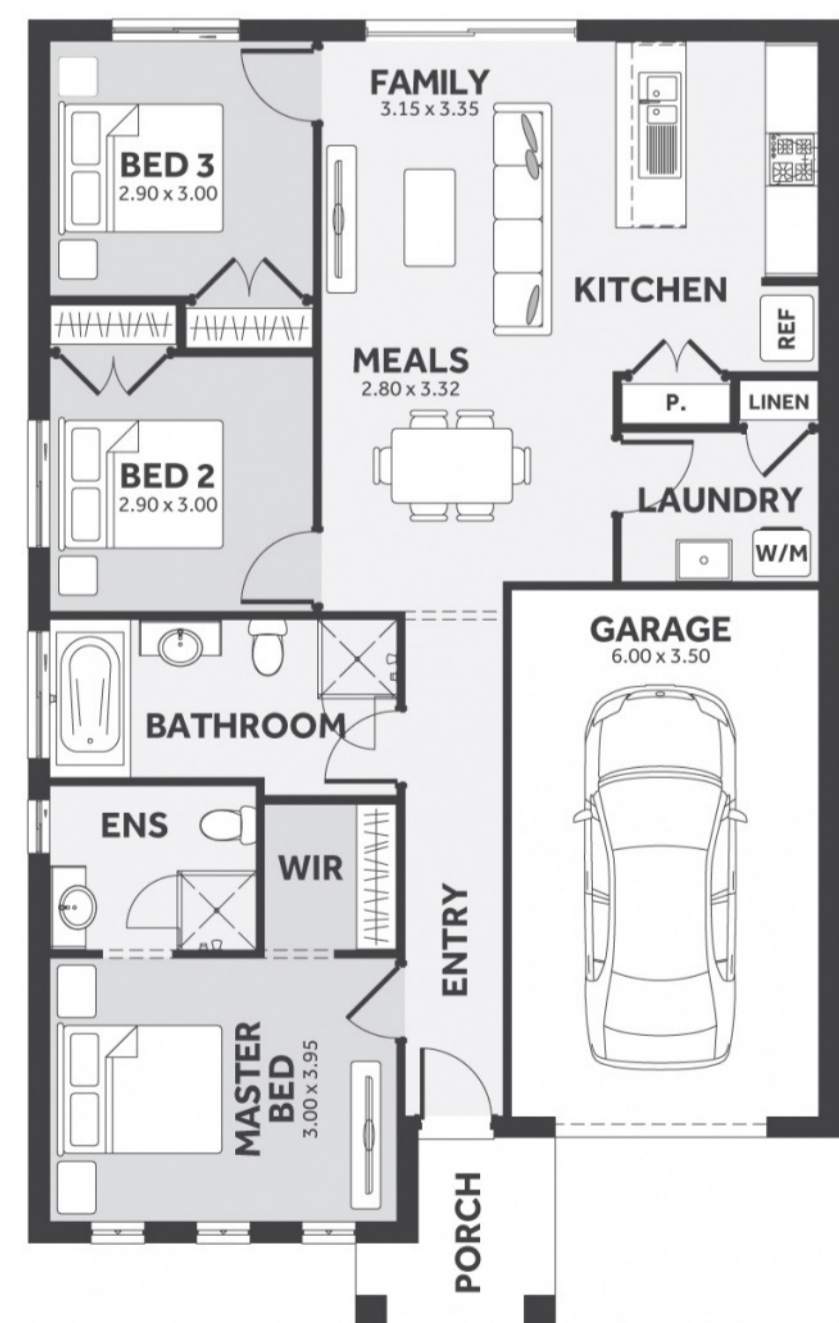 FAMILY
3.15 x 3.35
BED 3
2.90 x 3.00
KITCHEN
REF
MEALS
2.80 x 3.32
P.
LINEN
BED 2
2.90 x 3.00
LAUNDRY
W/M
GARAGE
6.00 x 3.50
BATHROOM
ENS
WIR
ENTRY
MASTER
BED
3.00 x 3.95
PORCH